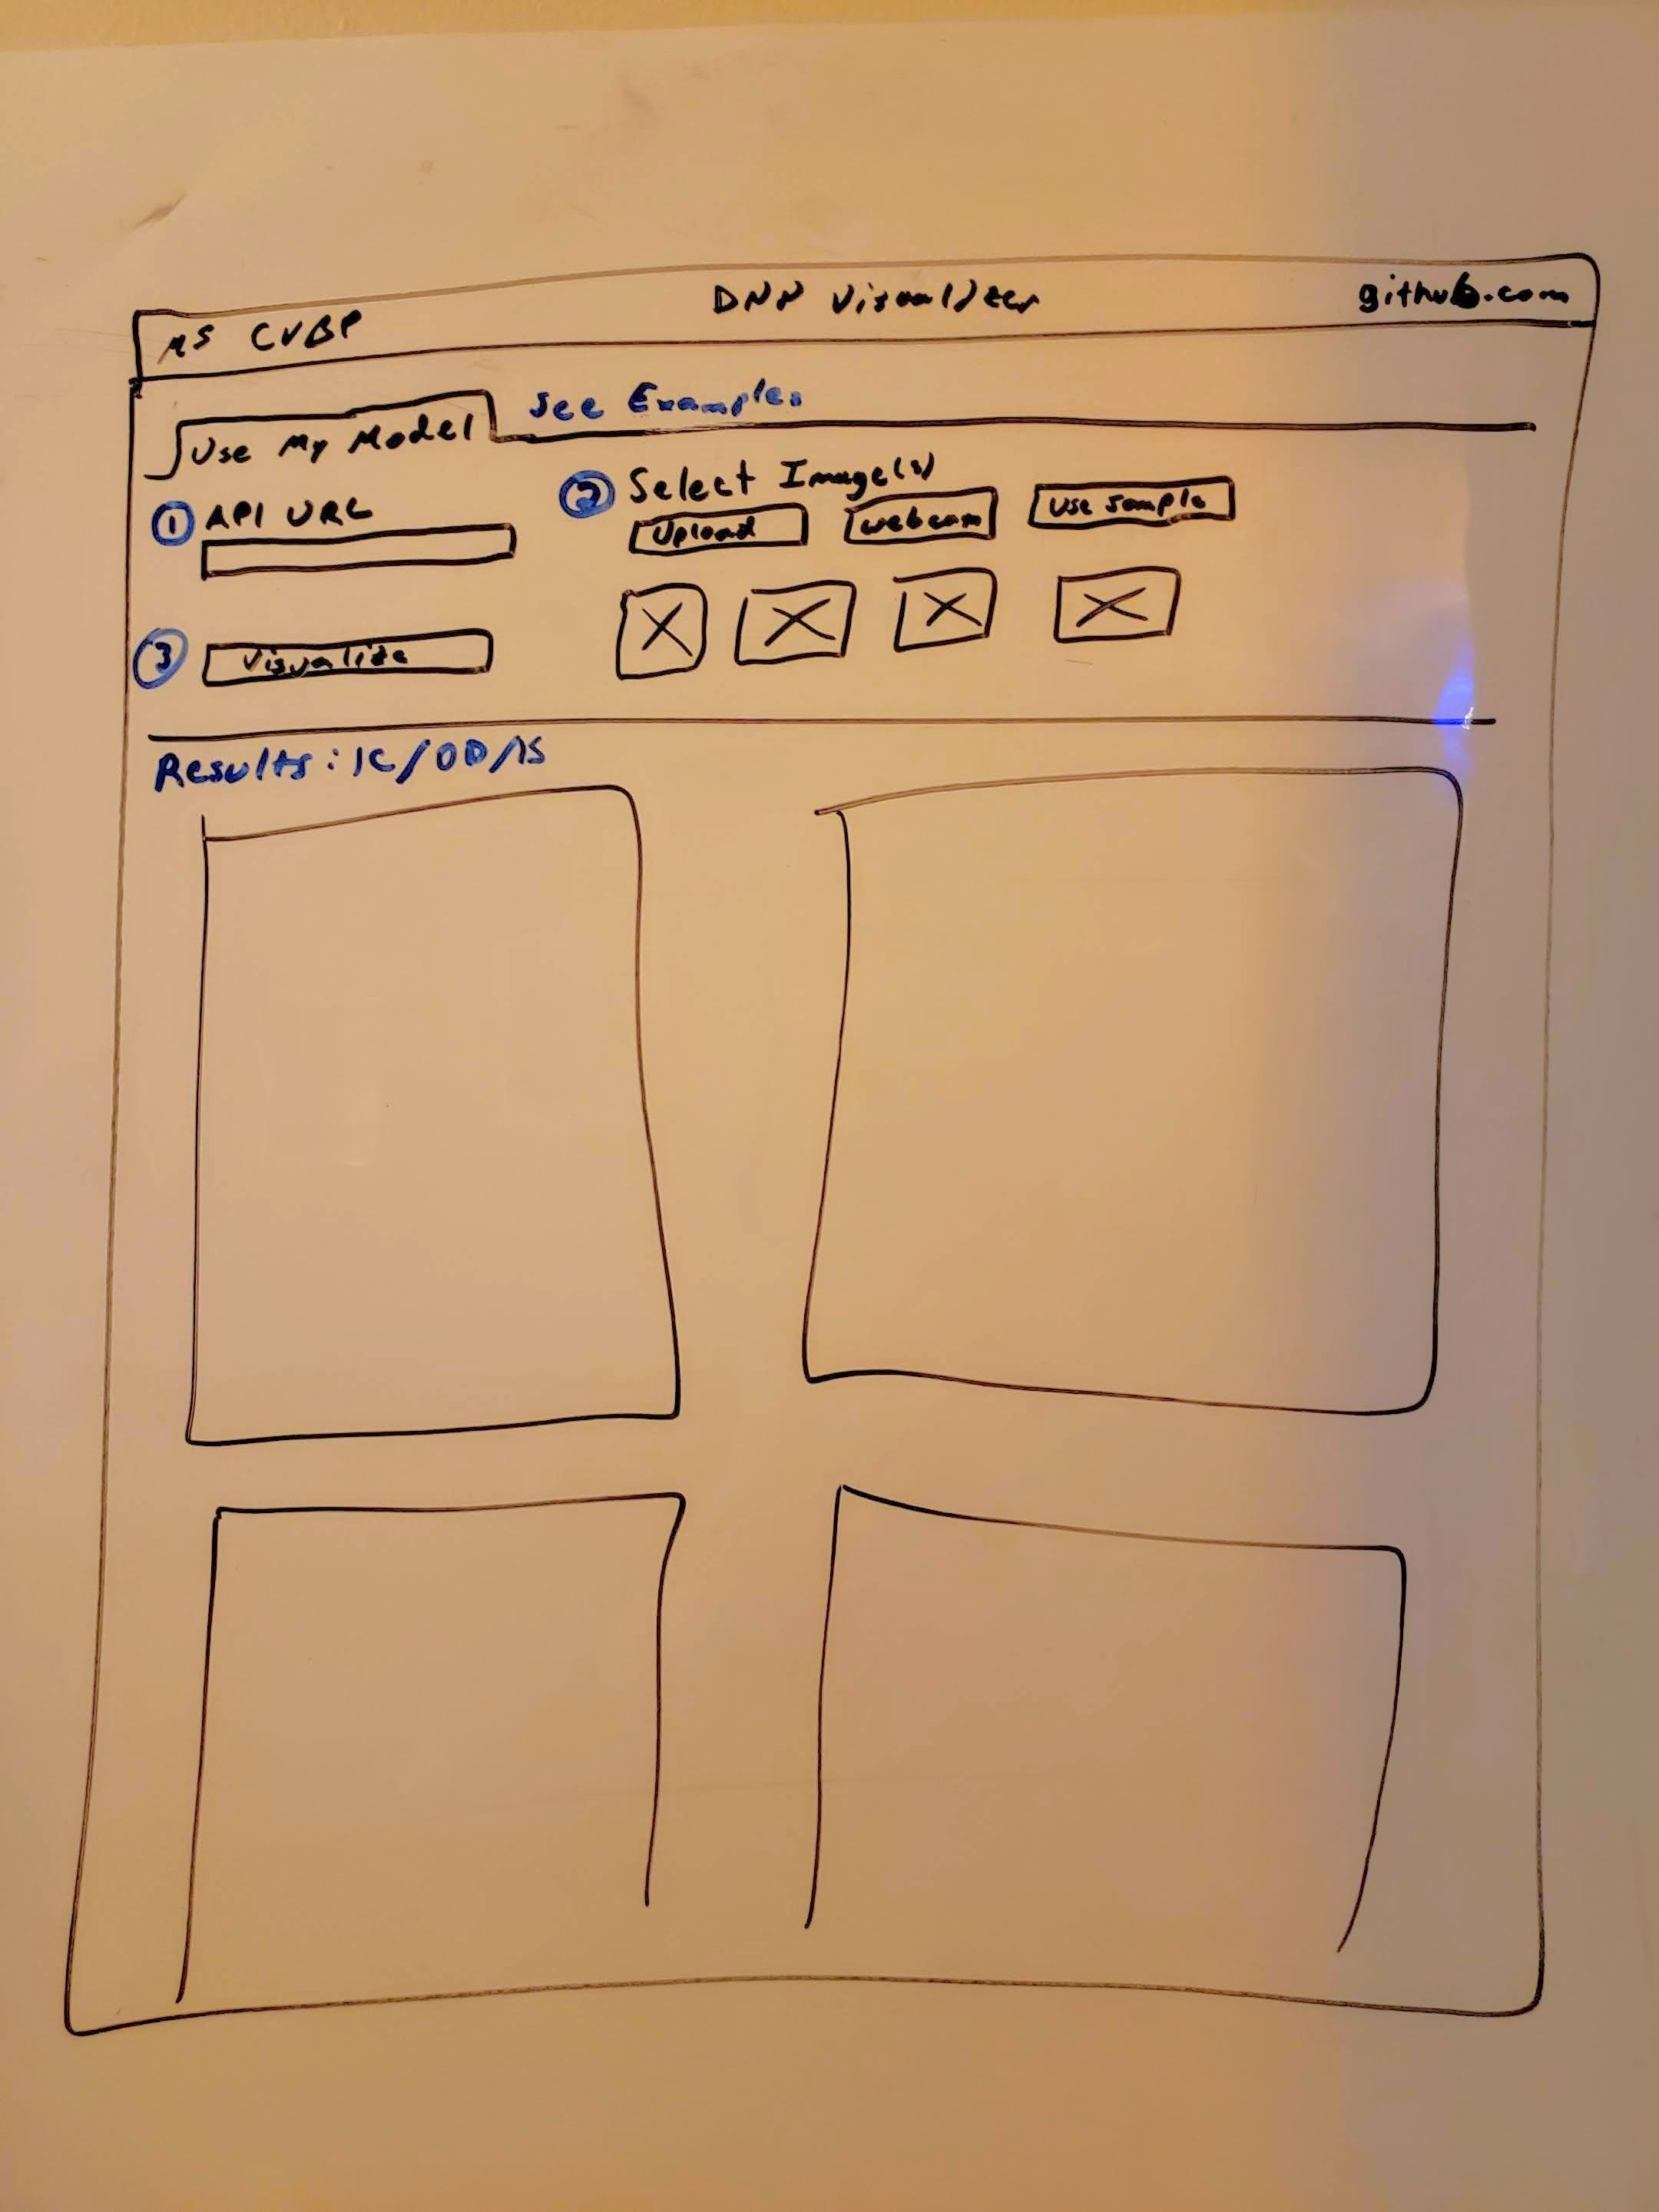 MS CVBP
DNN Visualizer
github.com
Use My Model
See Examples
1 API URL
2 Select Image(s)
Upload
Webcam
Use Sample
3 Visualize
Results: IC/OD/IS